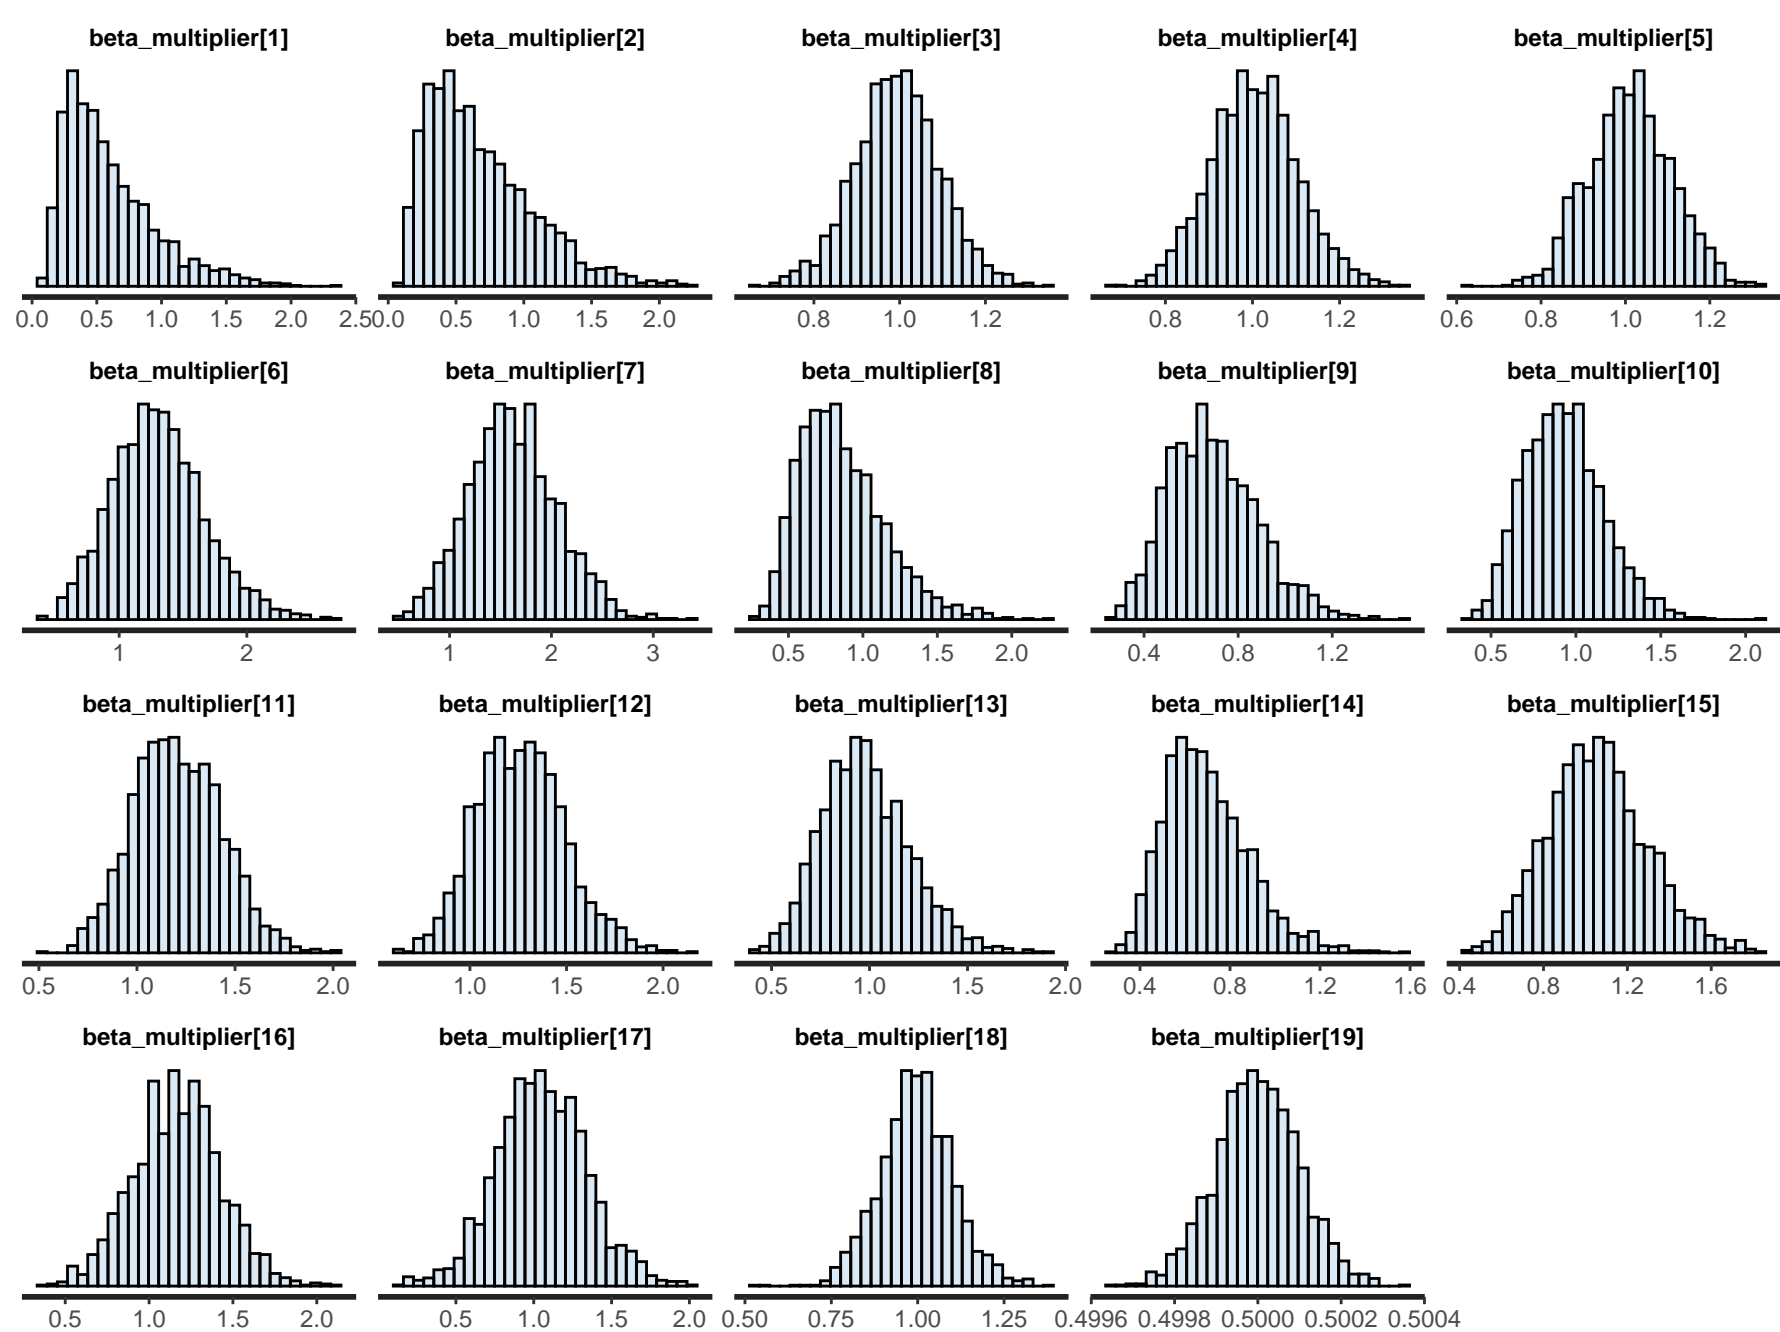 beta_multiplier[1] beta_multiplier[2] beta_multiplier[3] beta_multiplier[4] beta_multiplier[5]
0.0 0.5 1.0 1.5 2.0 2.5 0.0 0.5 1.0 1.5 2.0 0.8 1.0 1.2 0.8 1.0 1.2 0.6 0.8 1.0 1.2
beta_multiplier[6] beta_multiplier[7] beta_multiplier[8] beta_multiplier[9] beta_multiplier[10]
1 2 1 2 3 0.5 1.0 1.5 2.0 0.4 0.8 1.2 0.5 1.0 1.5 2.0
beta_multiplier[11] beta_multiplier[12] beta_multiplier[13] beta_multiplier[14] beta_multiplier[15]
0.5 1.0 1.5 2.0 1.0 1.5 2.0 0.5 1.0 1.5 2.0 0.4 0.8 1.2 1.6 0.4 0.8 1.2 1.6
beta_multiplier[16] beta_multiplier[17] beta_multiplier[18] beta_multiplier[19]
0.5 1.0 1.5 2.0 0.5 1.0 1.5 2.0 0.50 0.75 1.00 1.25 0.4996 0.4998 0.5000 0.5002 0.5004